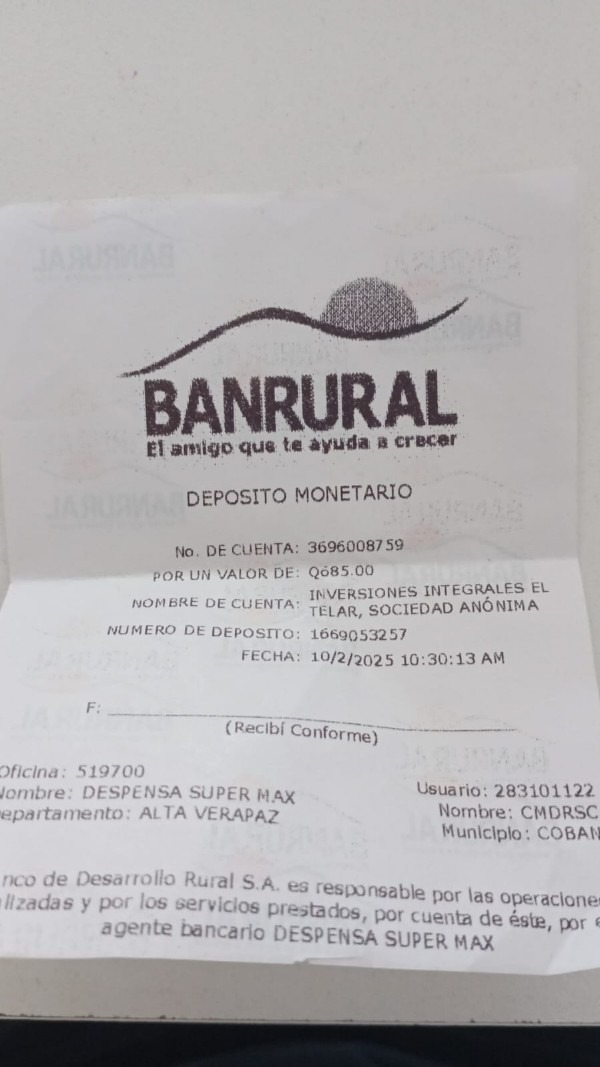 BANRURAL
El amigo que te ayuda a crecer
DEPOSITO MONETARIO
No. DE CUENTA: 3696008759
POR UN VALOR DE: Q685.00
NOMBRE DE CUENTA: INVERSIONES INTEGRALES EL
TELAR, SOCIEDAD ANÓNIMA
NUMERO DE DEPOSITO: 1669053257
FECHA: 10/2/2025 10:30:13 AM
F:
(Recibí Conforme)
Oficina: 519700
Usuario: 283101122
Nombre: DESPENSA SUPER MAX
Nombre: CMDRSC
epartamento: ALTA VERAPAZ
Municipio: COBAN
nco de Desarrollo Rural S.A. es responsable por las operacione
lizadas y por los servicios prestados, por cuenta de éste, por e
agente bancario DESPENSA SUPER MAX